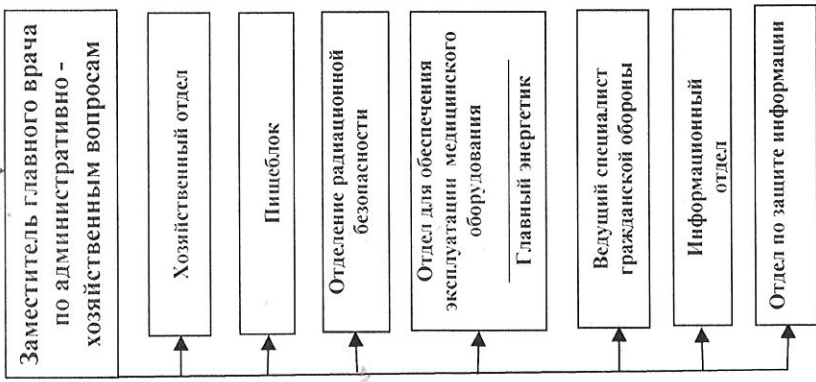 Заместитель главного врача
по административно -
хозяйственным вопросам
Хозяйственный отдел
Пищеблок
Отделение радиационной
безопасности
Отдел для обеспечения
эксплуатации медицинского
оборудования
Главный энергетик
Ведущий специалист
гражданской обороны
Информационный
отдел
Отдел по защите информации